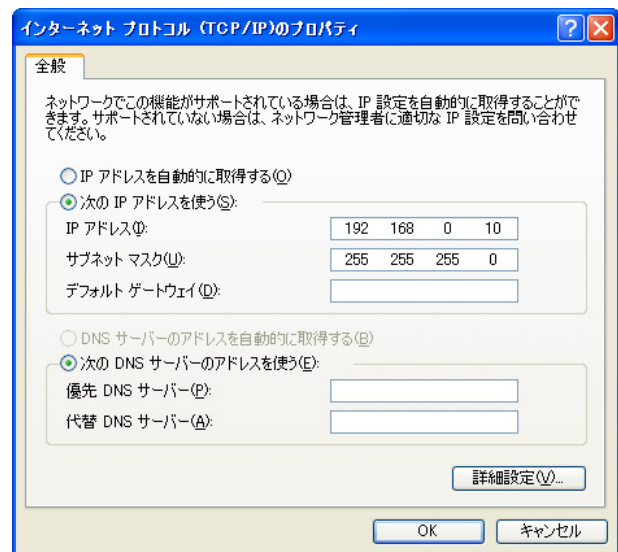 インターネット プロトコル (TCP/IP)のプロパティ
全般
ネットワークでこの機能がサポートされている場合は、IP 設定を自動的に取得することがで
きます。サポートされていない場合は、ネットワーク管理者に適切な IP 設定を問い合わせ
てください。
IP アドレスを自動的に取得する(O)
次の IP アドレスを使う(S):
IP アドレス(I): 192 168 0 10
サブネット マスク(U): 255 255 255 0
デフォルト ゲートウェイ(D):
DNS サーバーのアドレスを自動的に取得する(B)
次の DNS サーバーのアドレスを使う(E):
優先 DNS サーバー(P):
代替 DNS サーバー(A):
詳細設定(V)...
OK キャンセル